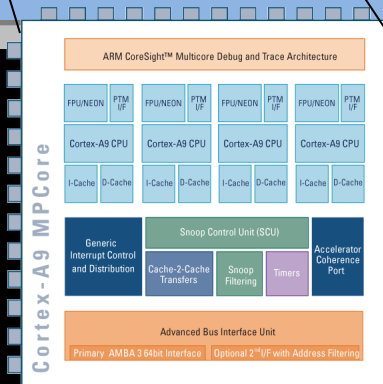 ARM CoreSight™ Multicore Debug and Trace Architecture
FPU/NEON PTM I/F FPU/NEON PTM I/F FPU/NEON PTM I/F FPU/NEON PTM I/F
Cortex-A9 CPU Cortex-A9 CPU Cortex-A9 CPU Cortex-A9 CPU
I-Cache D-Cache I-Cache D-Cache I-Cache D-Cache I-Cache D-Cache
Generic
Interrupt Control
and Distribution
Snoop Control Unit (SCU)
Cache-2-Cache
Transfers
Snoop
Filtering
Timers
Accelerator
Coherence
Port
Advanced Bus Interface Unit
Primary AMBA 3 64bit Interface
Optional 2nd I/F with Address Filtering
Cortex-A9 MPCore